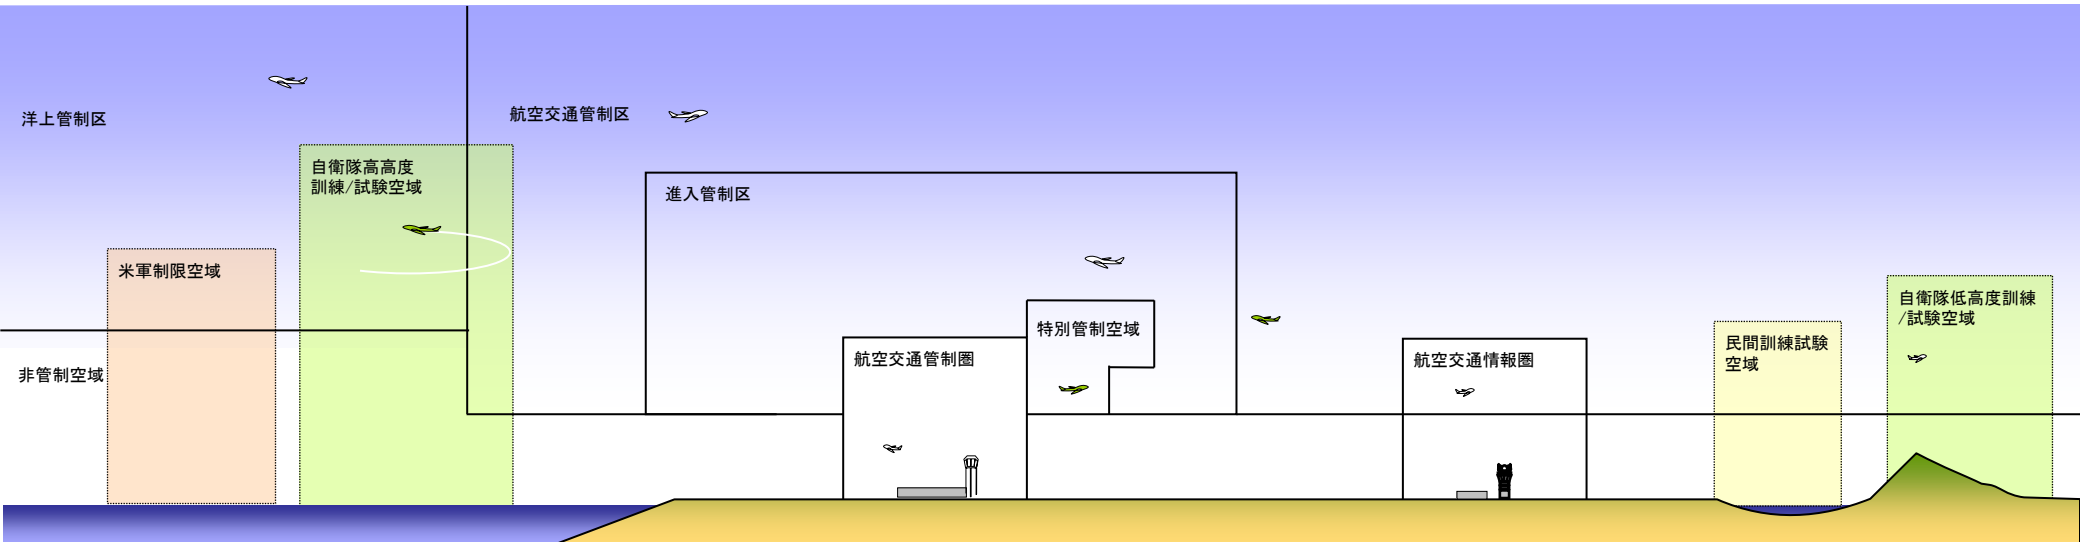 洋上管制区
航空交通管制区
自衛隊高高度
訓練/試験空域
進入管制区
米軍制限空域
非管制空域
特別管制空域
航空交通管制圏
航空交通情報圏
民間訓練試験
空域
自衛隊低高度訓練
/試験空域